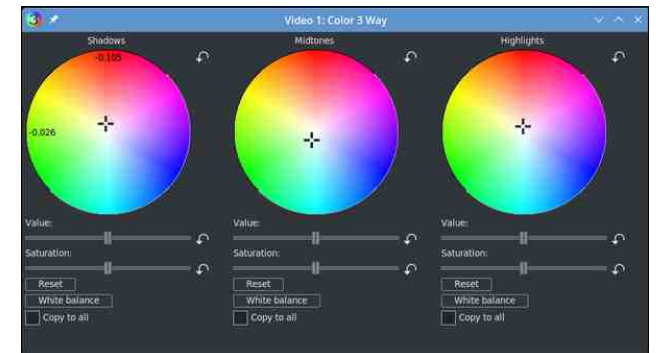 Video 1: Color 3 Way
Shadows
Midtones
Highlights
-0.105
-0.026
Value:
Value:
Value:
Saturation:
Saturation:
Saturation:
Reset
Reset
Reset
White balance
White balance
White balance
Copy to all
Copy to all
Copy to all